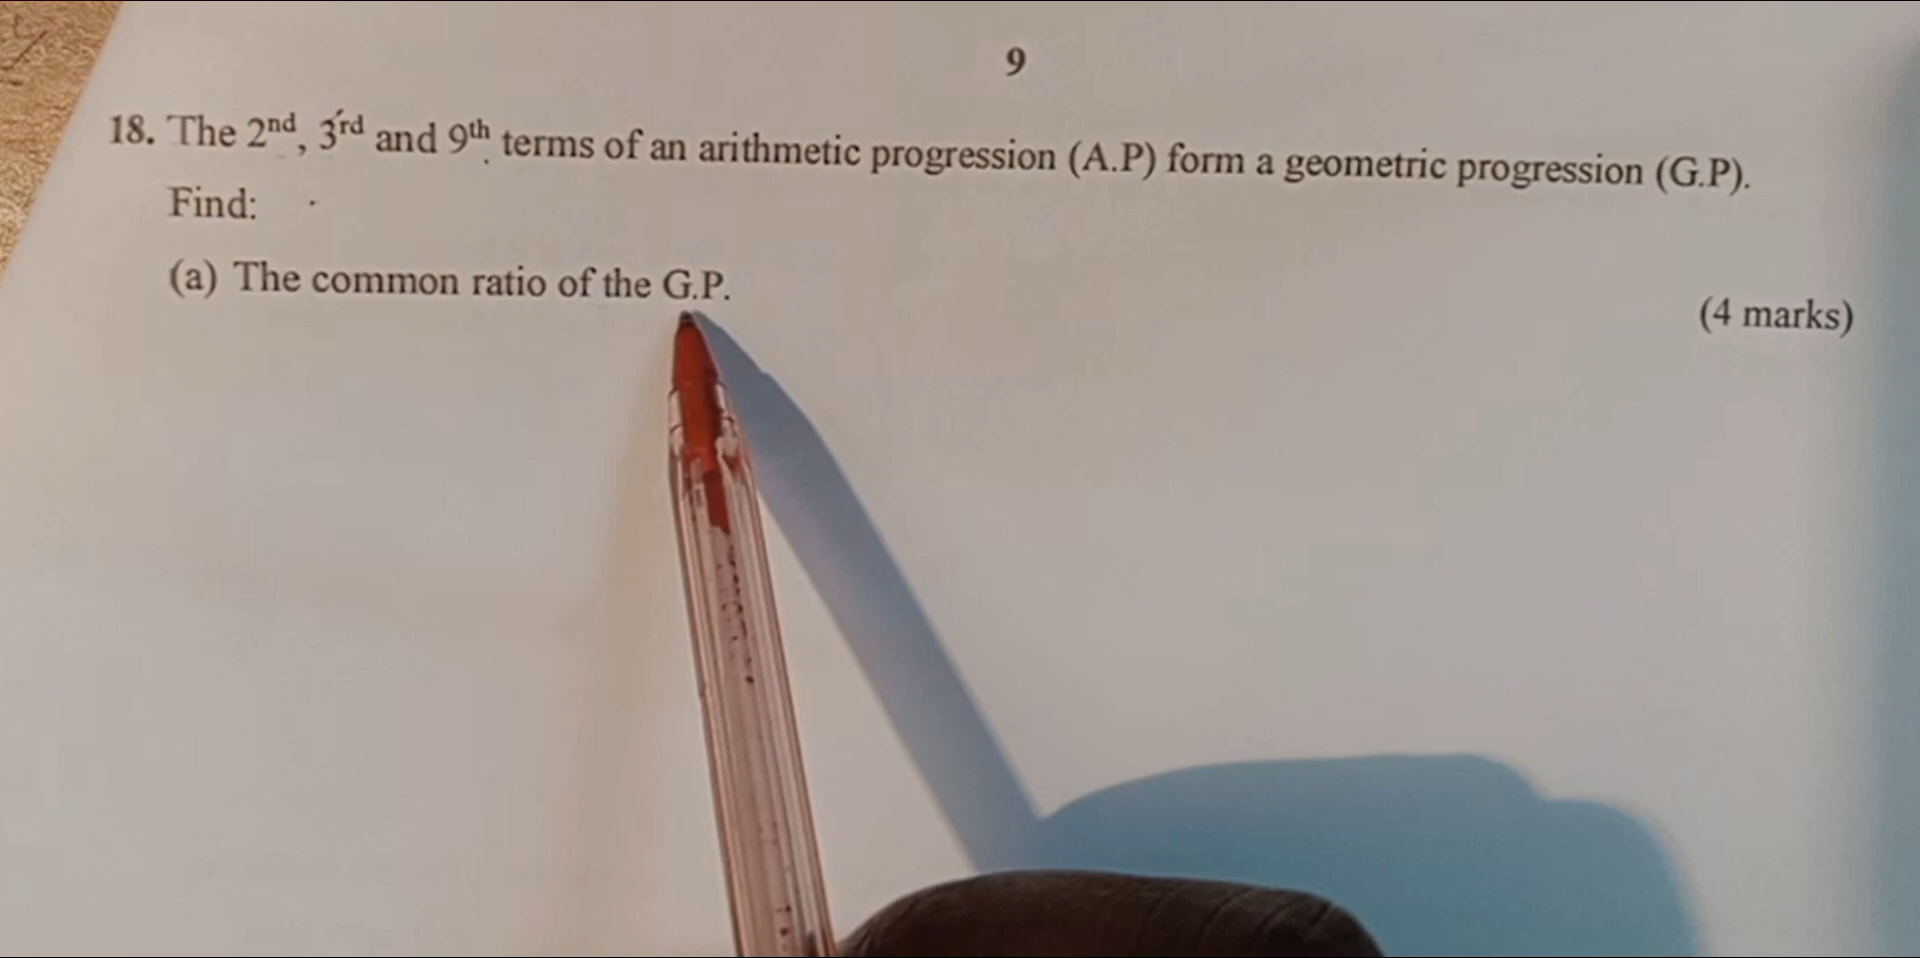 9
18. The 2nd, 3rd and 9th terms of an arithmetic progression (A.P) form a geometric progression (G.P).
Find:
(a) The common ratio of the G.P.
(4 marks)